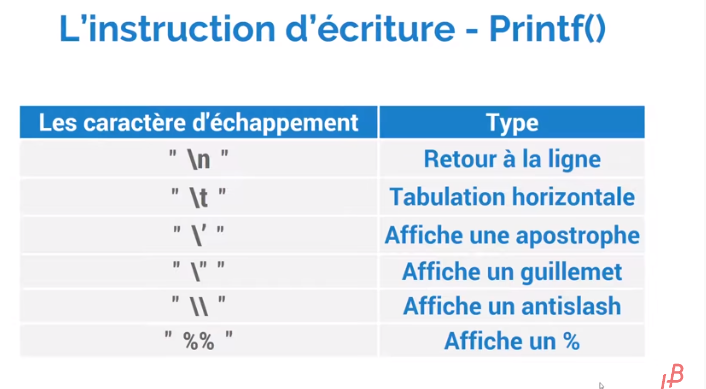 L'instruction d'écriture - Printf()
Les caractère d'échappement Type
" \n " Retour à la ligne
" \t " Tabulation horizontale
" \' " Affiche une apostrophe
" \" " Affiche un guillemet
" \\ " Affiche un antislash
" %% " Affiche un %